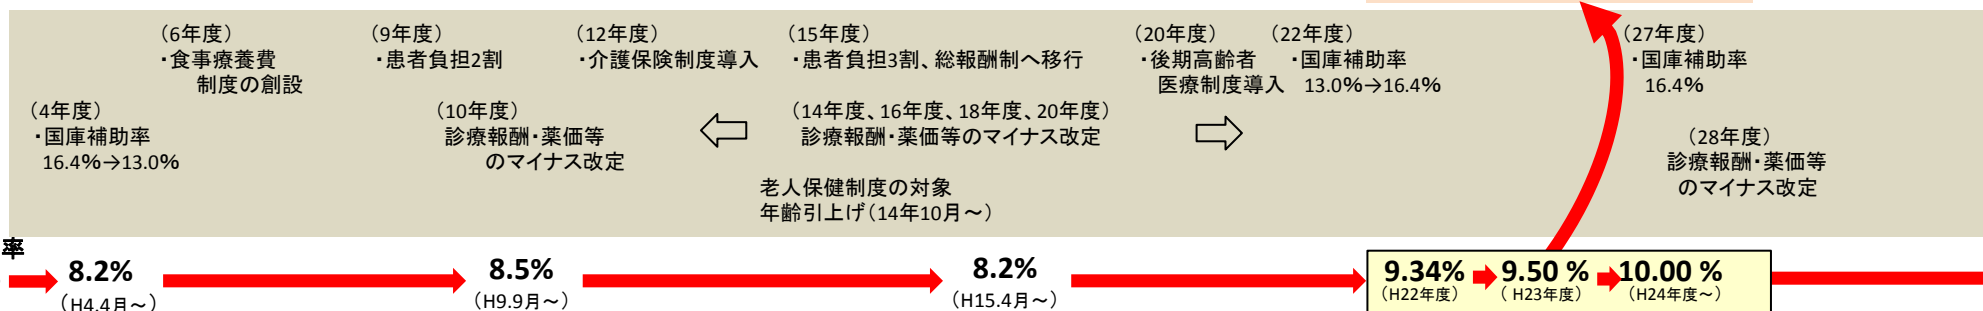 (6年度)
・食事療養費
制度の創設
(9年度)
・患者負担2割
(12年度)
・介護保険制度導入
(15年度)
・患者負担3割、総報酬制へ移行
(20年度)
・後期高齢者
医療制度導入
(22年度)
・国庫補助率
13.0%→16.4%
(27年度)
・国庫補助率
16.4%
(4年度)
・国庫補助率
16.4%→13.0%
(10年度)
診療報酬・薬価等
のマイナス改定
(14年度、16年度、18年度、20年度)
診療報酬・薬価等のマイナス改定
(28年度)
診療報酬・薬価等
のマイナス改定
老人保健制度の対象
年齢引上げ(14年10月~)
率
8.2%
(H4.4月~)
8.5%
(H9.9月~)
8.2%
(H15.4月~)
9.34%
(H22年度)
9.50 %
( H23年度)
10.00 %
(H24年度~)